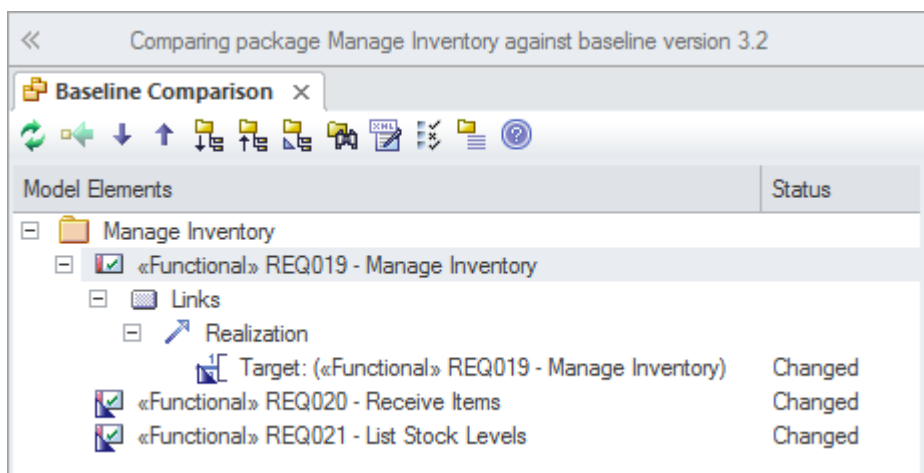 Comparing package Manage Inventory against baseline version 3.2
Baseline Comparison
XML
Model Elements Status
Manage Inventory
«Functional» REQ019 - Manage Inventory
Links
Realization
Target: («Functional» REQ019 - Manage Inventory) Changed
«Functional» REQ020 - Receive Items Changed
«Functional» REQ021 - List Stock Levels Changed